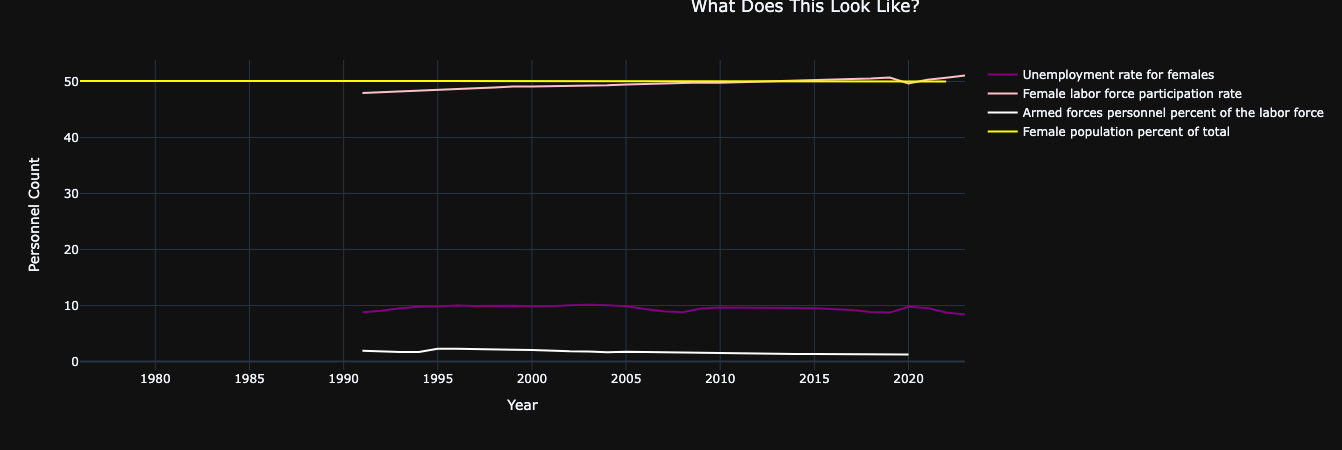 What Does This Look Like?
Personnel Count
50
40
30
20
10
0
1980 1985 1990 1995 2000 2005 2010 2015 2020
Year
Unemployment rate for females
Female labor force participation rate
Armed forces personnel percent of the labor force
Female population percent of total